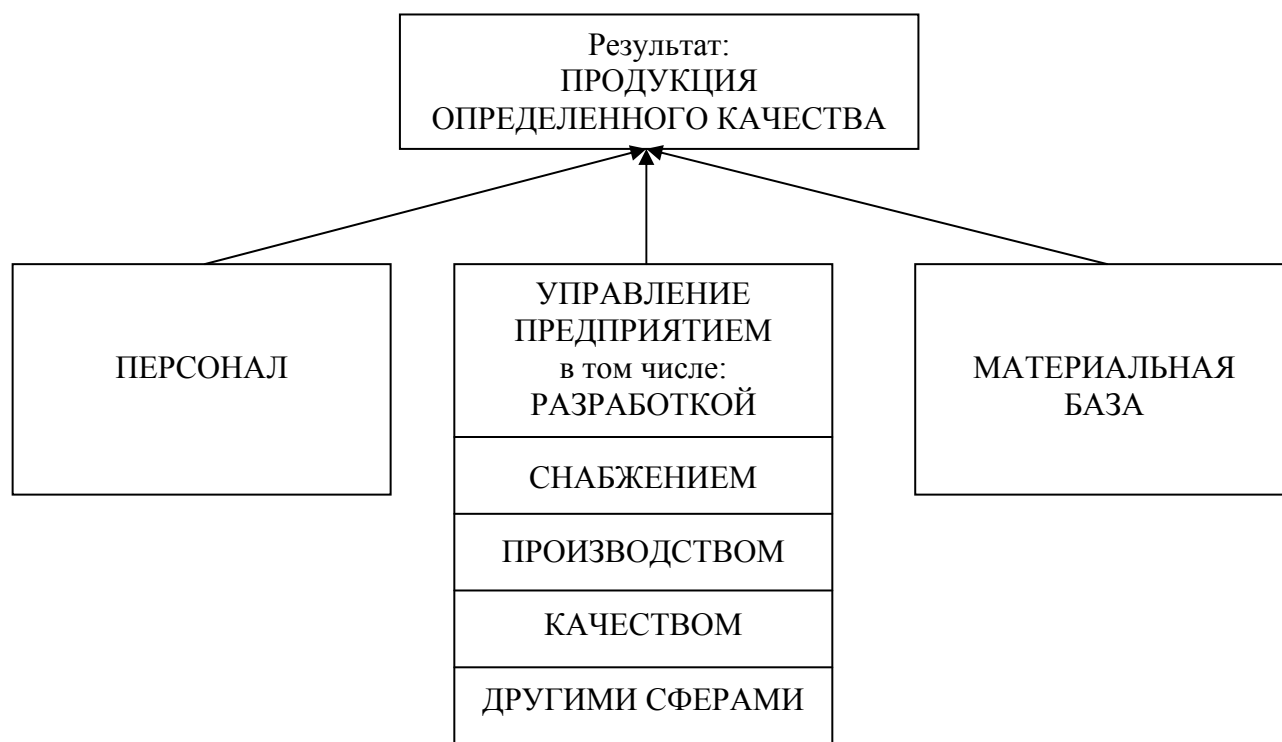 Результат:
ПРОДУКЦИЯ
ОПРЕДЕЛЕННОГО КАЧЕСТВА
ПЕРСОНАЛ
УПРАВЛЕНИЕ
ПРЕДПРИЯТИЕМ
в том числе:
РАЗРАБОТКОЙ
СНАБЖЕНИЕМ
ПРОИЗВОДСТВОМ
КАЧЕСТВОМ
ДРУГИМИ СФЕРАМИ
МАТЕРИАЛЬНАЯ
БАЗА